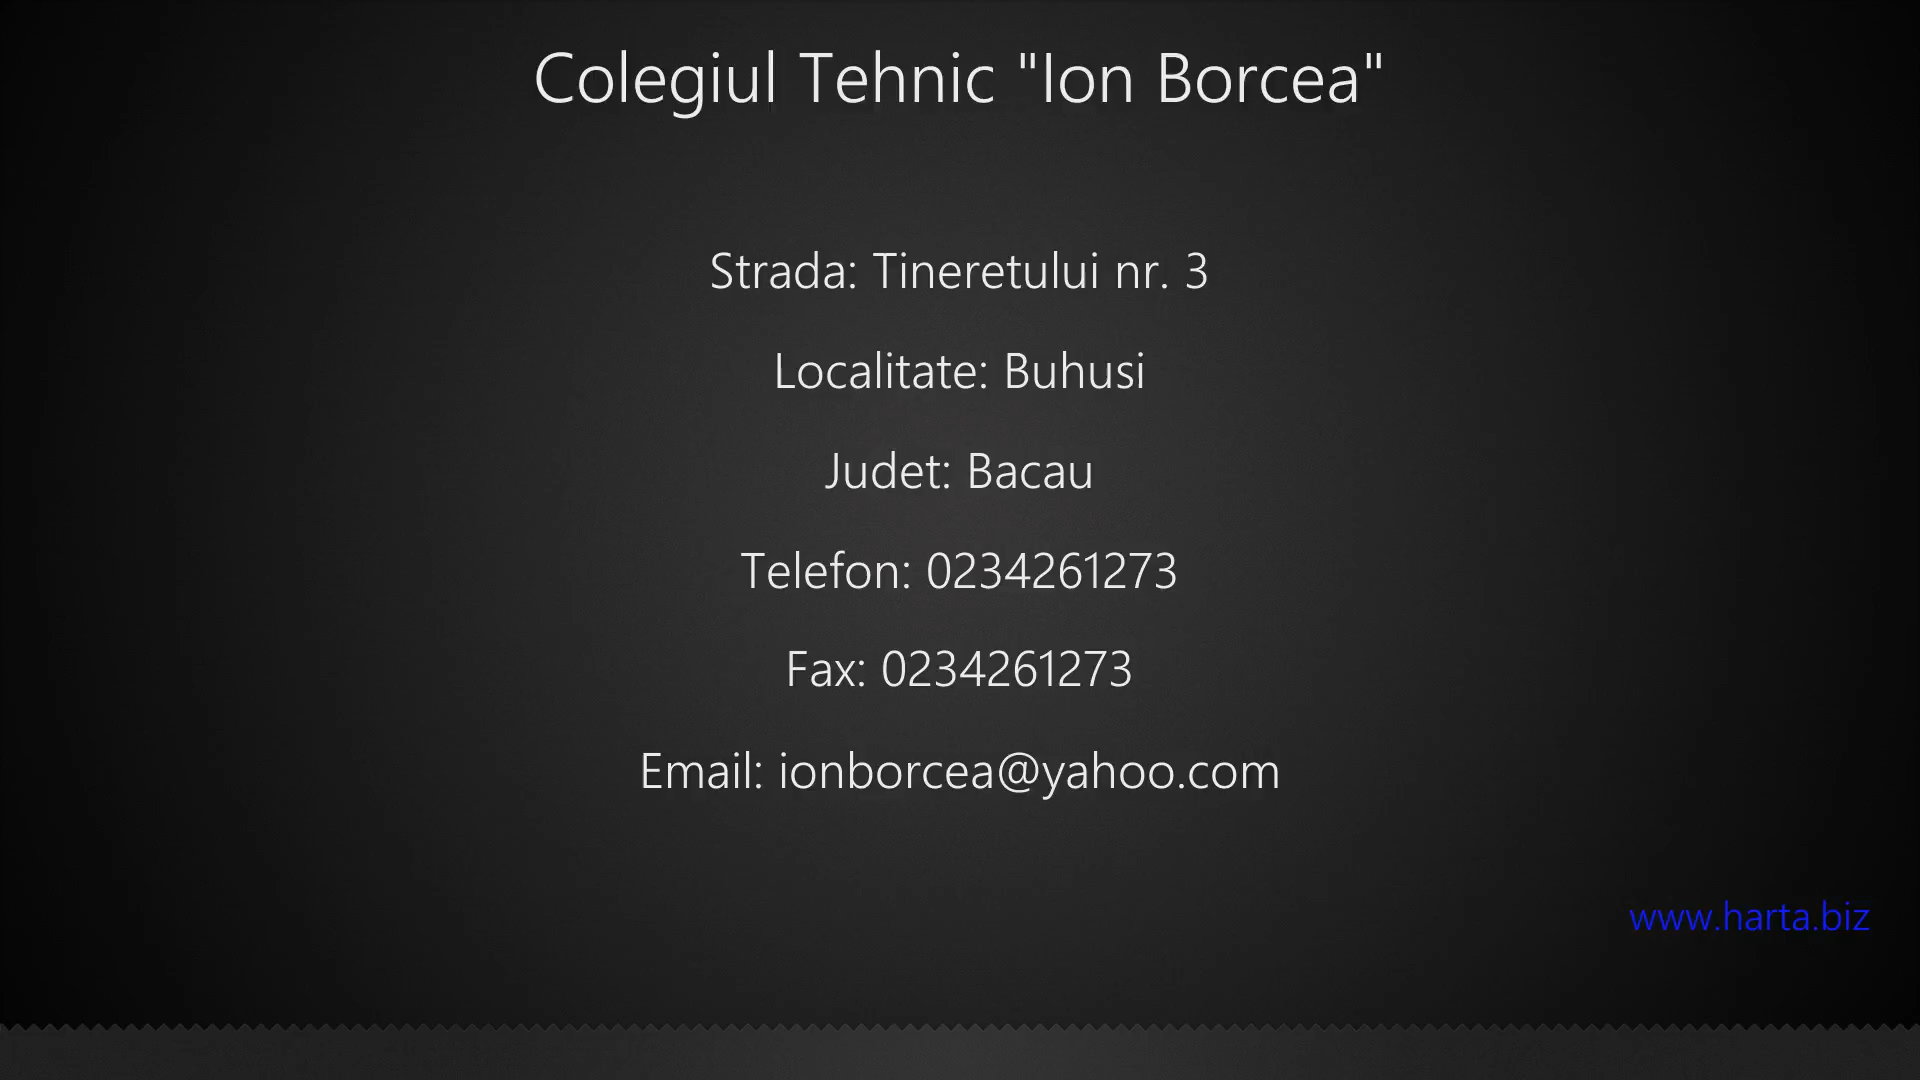 Colegiul Tehnic "Ion Borcea"
Strada: Tineretului nr. 3
Localitate: Buhusi
Judet: Bacau
Telefon: 0234261273
Fax: 0234261273
Email: ionborcea@yahoo.com
www.harta.biz